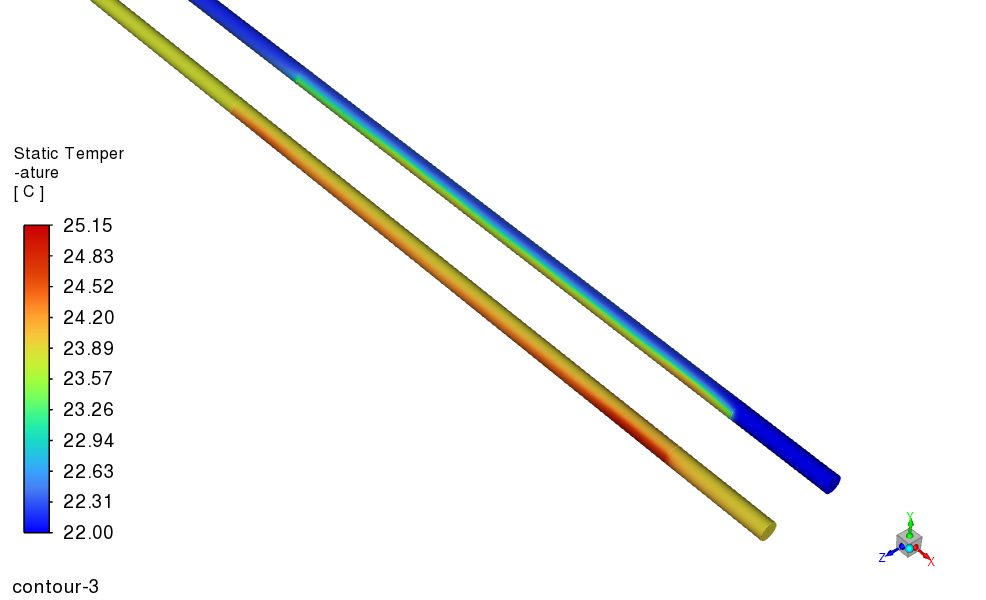 Static Temper
-ature
[ C ]
25.15
24.83
24.52
24.20
23.89
23.57
23.26
22.94
22.63
22.31
22.00
contour-3
Y
Z
X